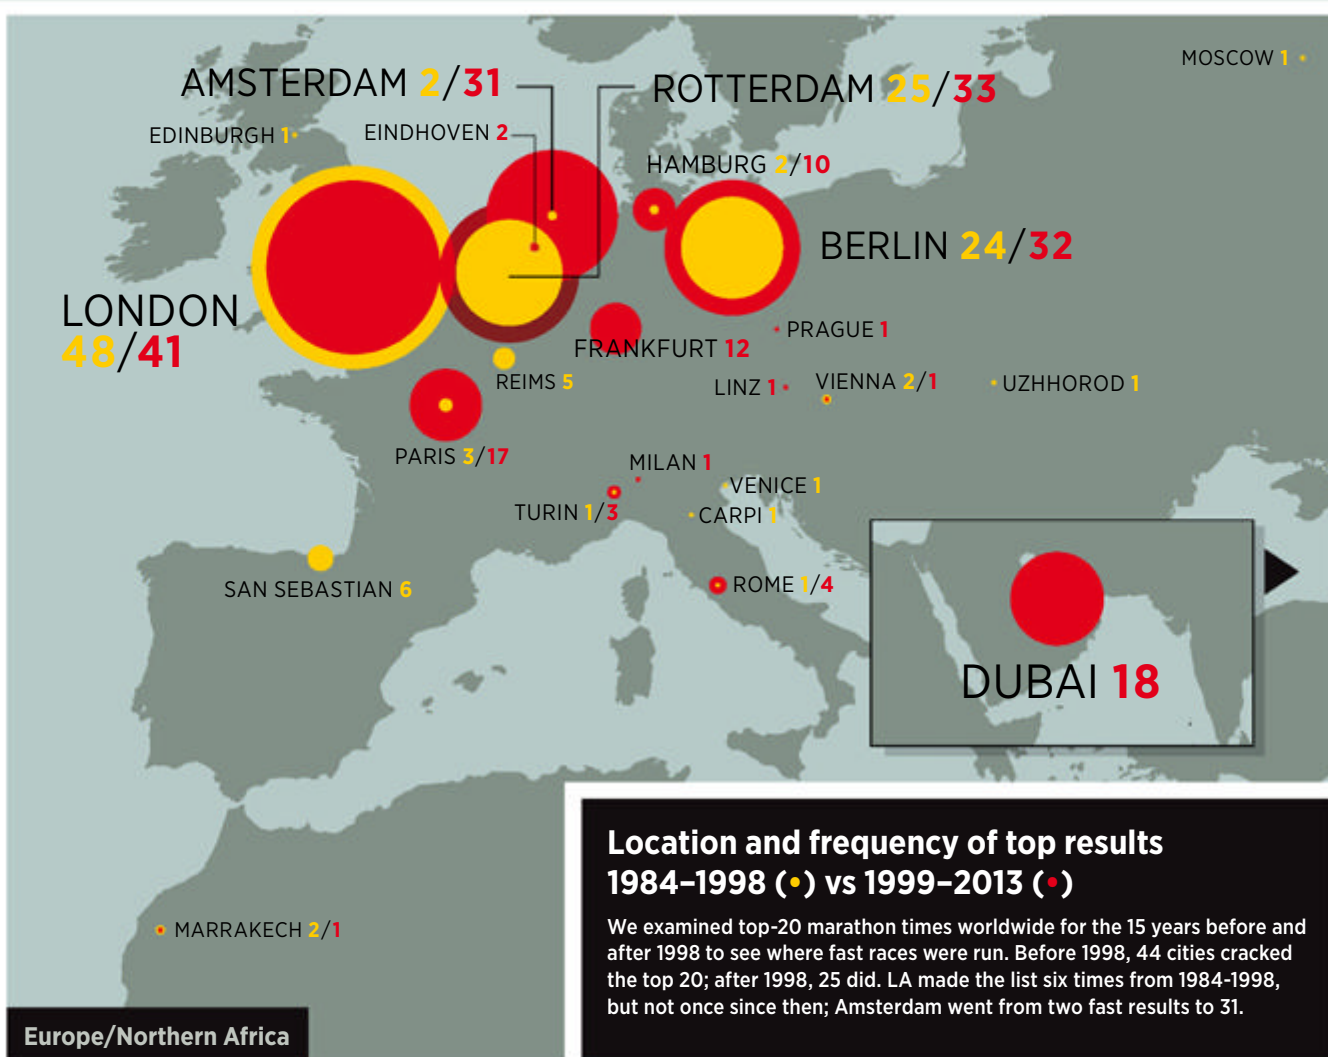 MOSCOW 1
AMSTERDAM 2/31
ROTTERDAM 25/33
EDINBURGH 1
EINDHOVEN 2
HAMBURG 2/10
BERLIN 24/32
LONDON
48/41
PRAGUE 1
FRANKFURT 12
REIMS 5
LINZ 1
VIENNA 2/1
UZHHOROD 1
PARIS 3/17
MILAN 1
VENICE 1
TURIN 1/3
CARPI 1
SAN SEBASTIAN 6
ROME 1/4
DUBAI 18
Location and frequency of top results
1984–1998 (•) vs 1999–2013 (•)
We examined top-20 marathon times worldwide for the 15 years before and
after 1998 to see where fast races were run. Before 1998, 44 cities cracked
the top 20; after 1998, 25 did. LA made the list six times from 1984-1998,
but not once since then; Amsterdam went from two fast results to 31.
MARRAKECH 2/1
Europe/Northern Africa